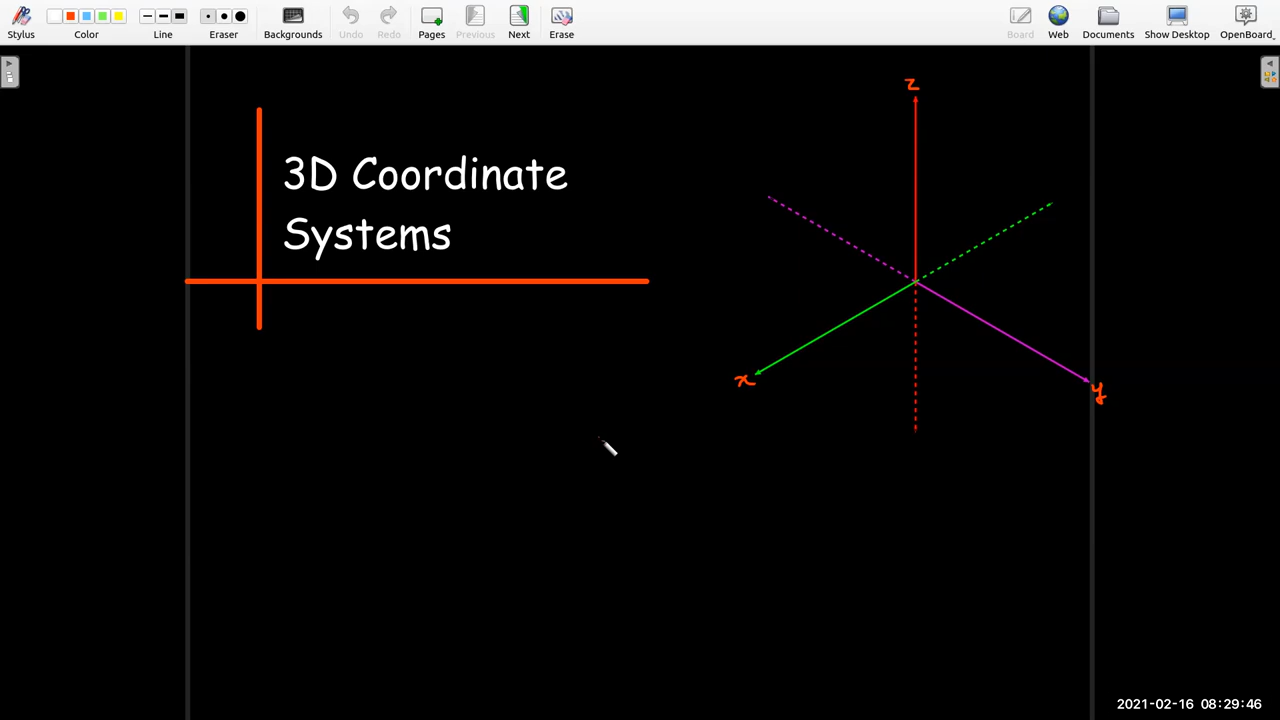 Stylus Color Line Eraser Backgrounds Undo Redo Pages Previous Next Erase Board Web Documents Show Desktop OpenBoard
z
3D Coordinate
Systems
x
y
2021-02-16 08:29:46